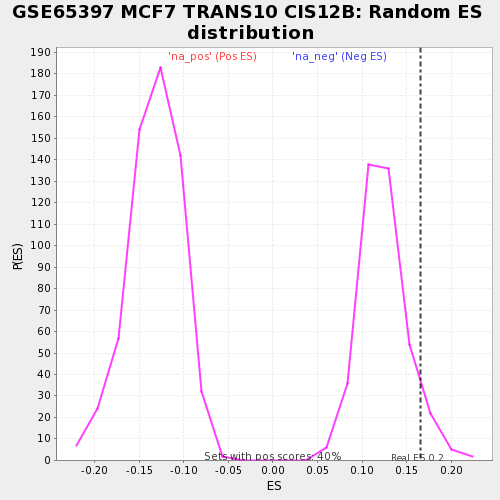 GSE65397 MCF7 TRANS10 CIS12B: Random ES
distribution
'na_pos' (Pos ES) 'na_neg' (Neg ES)
190
180
170
160
150
140
130
120
110
100
90
80
70
60
50
40
30
20
10
0
P(ES)
Sets with pos scores: 40%
Real ES 0.2
-0.20 -0.15 -0.10 -0.05 0.00 0.05 0.10 0.15 0.20
ES